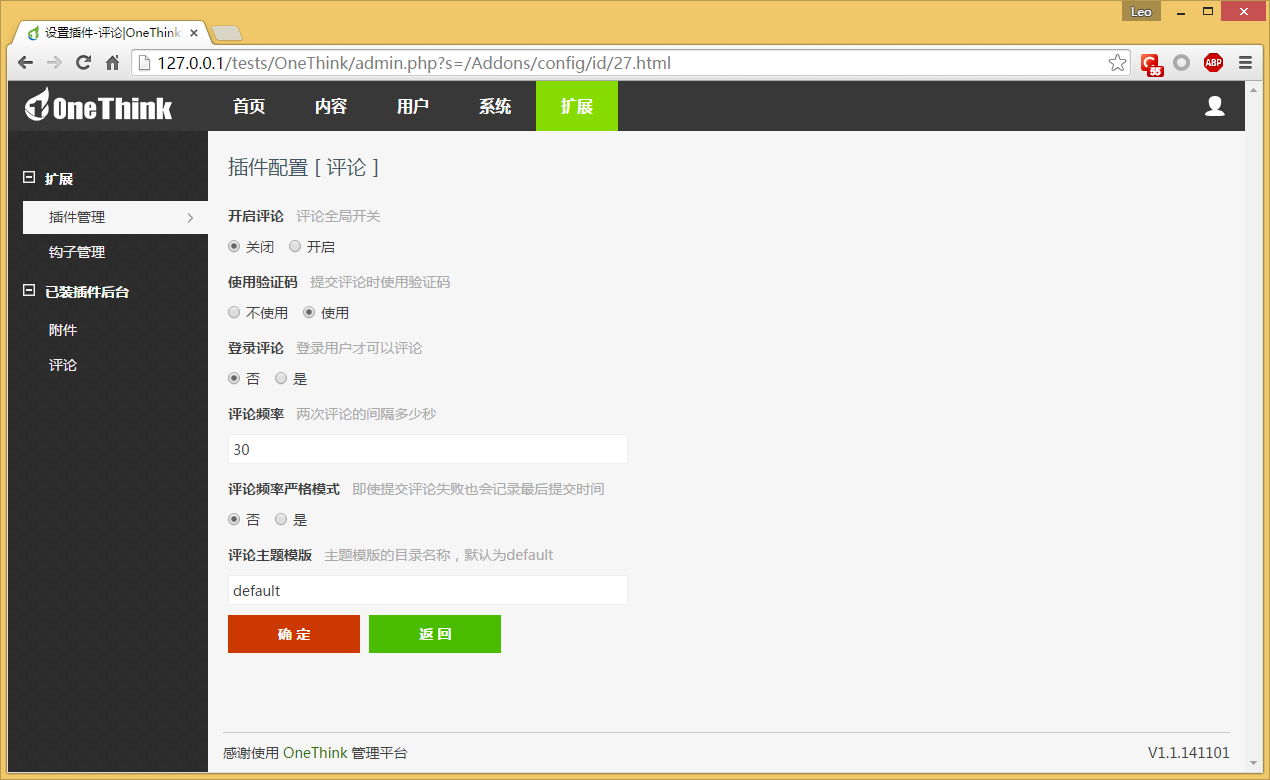 Leo
设置插件-评论|OneThink
127.0.0.1/tests/OneThink/admin.php?s=/Addons/config/id/27.html
55
ABP
OneThink
首页
内容
用户
系统
扩展
扩展
插件管理
钩子管理
已装插件后台
附件
评论
插件配置 [ 评论 ]
开启评论 评论全局开关
关闭 开启
使用验证码 提交评论时使用验证码
不使用 使用
登录评论 登录用户才可以评论
否 是
评论频率 两次评论的间隔多少秒
30
评论频率严格模式 即使提交评论失败也会记录最后提交时间
否 是
评论主题模版 主题模版的目录名称，默认为default
default
确 定
返 回
感谢使用 OneThink 管理平台
V1.1.141101